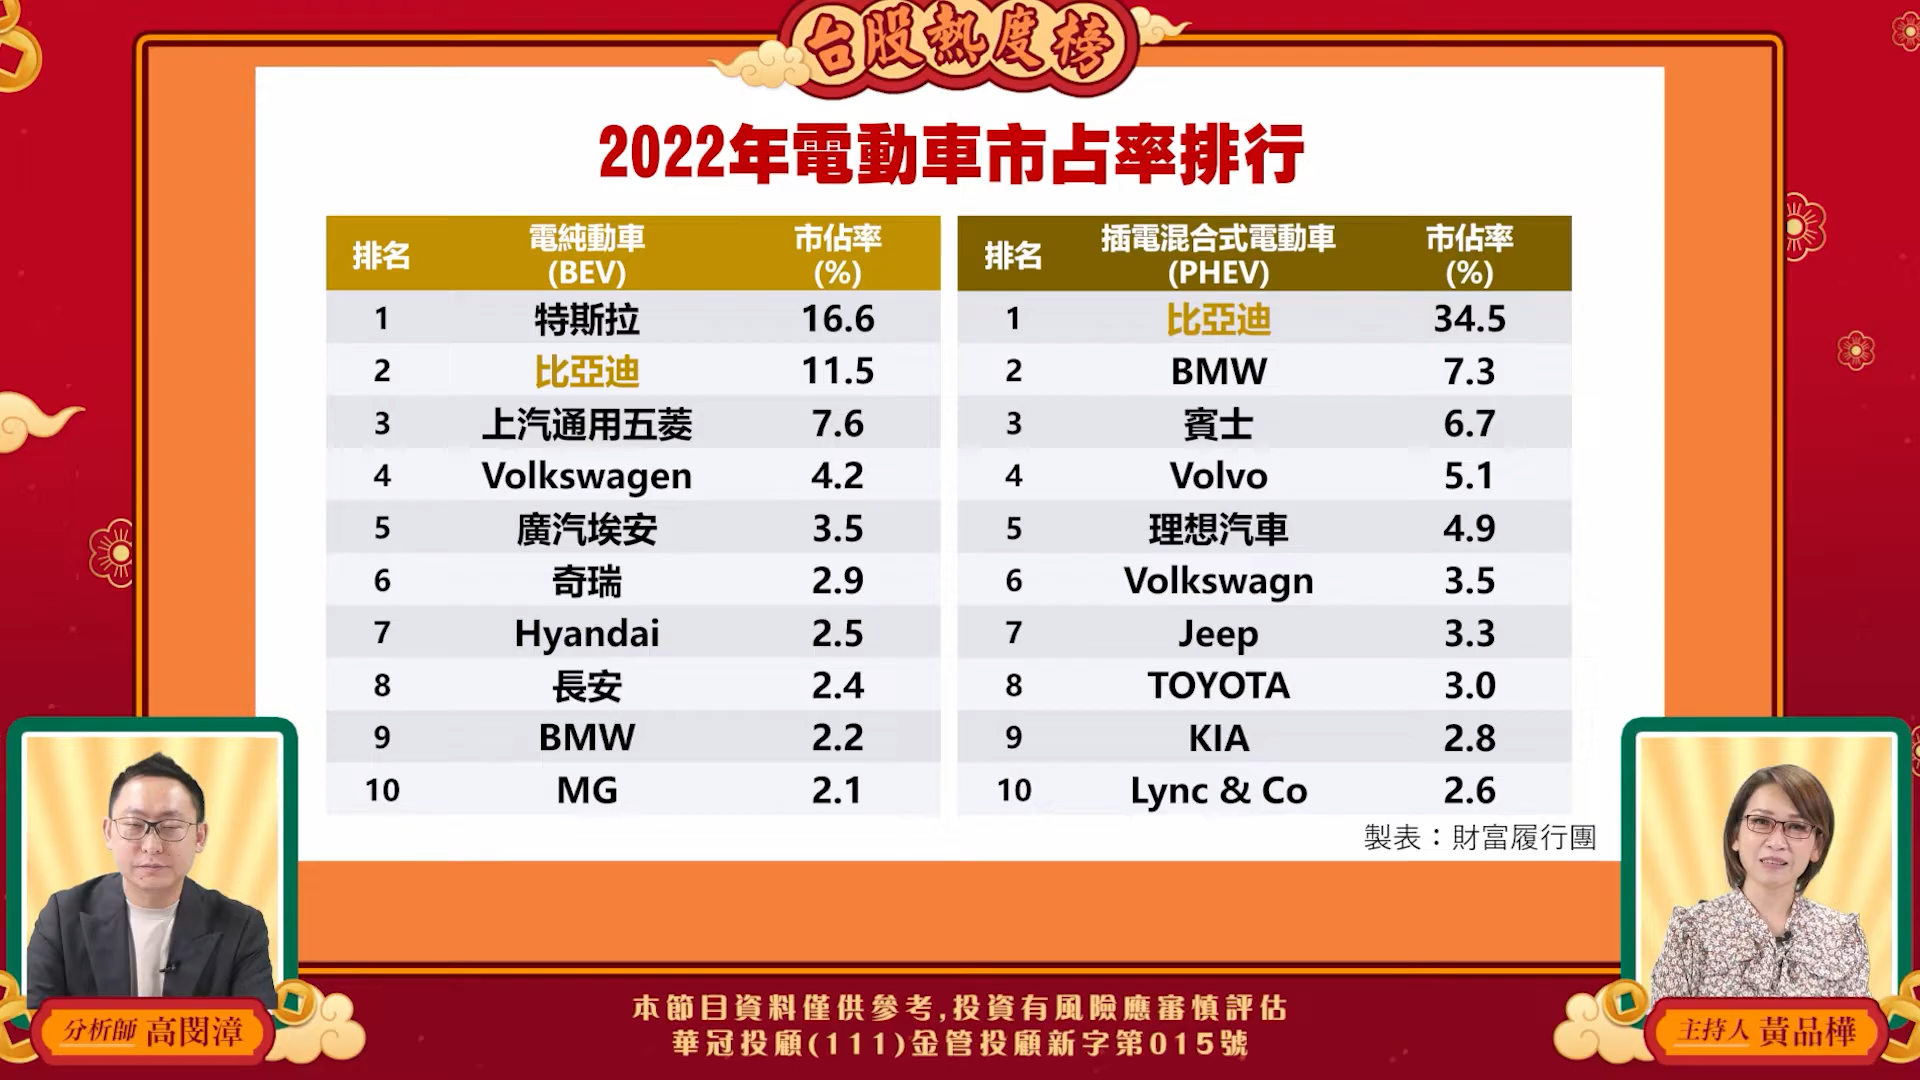 台股熱度榜
2022年電動車市占率排行
排名 電純動車(BEV) 市佔率(%)
1 特斯拉 16.6
2 比亞迪 11.5
3 上汽通用五菱 7.6
4 Volkswagen 4.2
5 廣汽埃安 3.5
6 奇瑞 2.9
7 Hyandai 2.5
8 長安 2.4
9 BMW 2.2
10 MG 2.1
排名 插電混合式電動車(PHEV) 市佔率(%)
1 比亞迪 34.5
2 BMW 7.3
3 賓士 6.7
4 Volvo 5.1
5 理想汽車 4.9
6 Volkswagn 3.5
7 Jeep 3.3
8 TOYOTA 3.0
9 KIA 2.8
10 Lync & Co 2.6
製表：財富履行團
分析師 高閔漳
主持人 黃品樺
本節目資料僅供參考,投資有風險應審慎評估
華冠投顧(111)金管投顧新字第015號